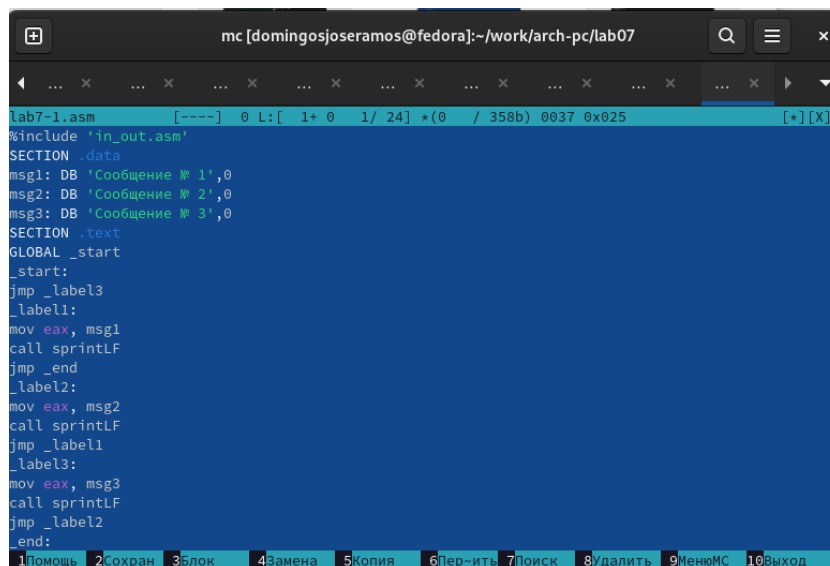 mc [domingosjoseramos@fedora]:~/work/arch-pc/lab07
... × ... × ... × ... × ... × ... × ... × ... × ... ×
lab7-1.asm [----] 0 L:[ 1+ 0 1/ 24] *(0 / 358b) 0037 0x025 [*][X]
%include 'in_out.asm'
SECTION .data
msg1: DB 'Сообщение № 1',0
msg2: DB 'Сообщение № 2',0
msg3: DB 'Сообщение № 3',0
SECTION .text
GLOBAL _start
_start:
jmp _label3
_label1:
mov eax, msg1
call sprintLF
jmp _end
_label2:
mov eax, msg2
call sprintLF
jmp _label1
_label3:
mov eax, msg3
call sprintLF
jmp _label2
_end:
1Помощь 2Сохран 3Блок 4Замена 5Копия 6Пер~ить 7Поиск 8Удалить 9МенюMC 10Выход